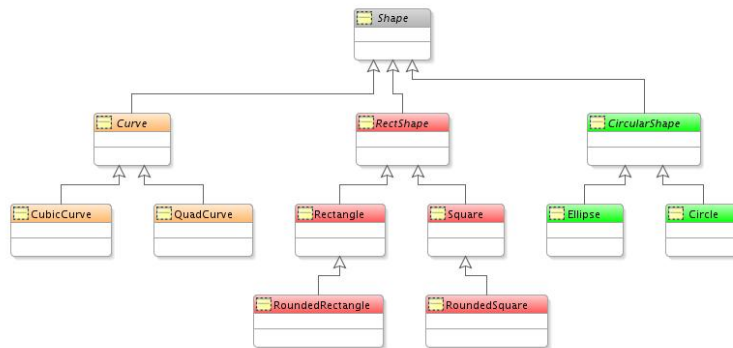 Shape
Curve
RectShape
CircularShape
CubicCurve
QuadCurve
Rectangle
Square
Ellipse
Circle
RoundedRectangle
RoundedSquare